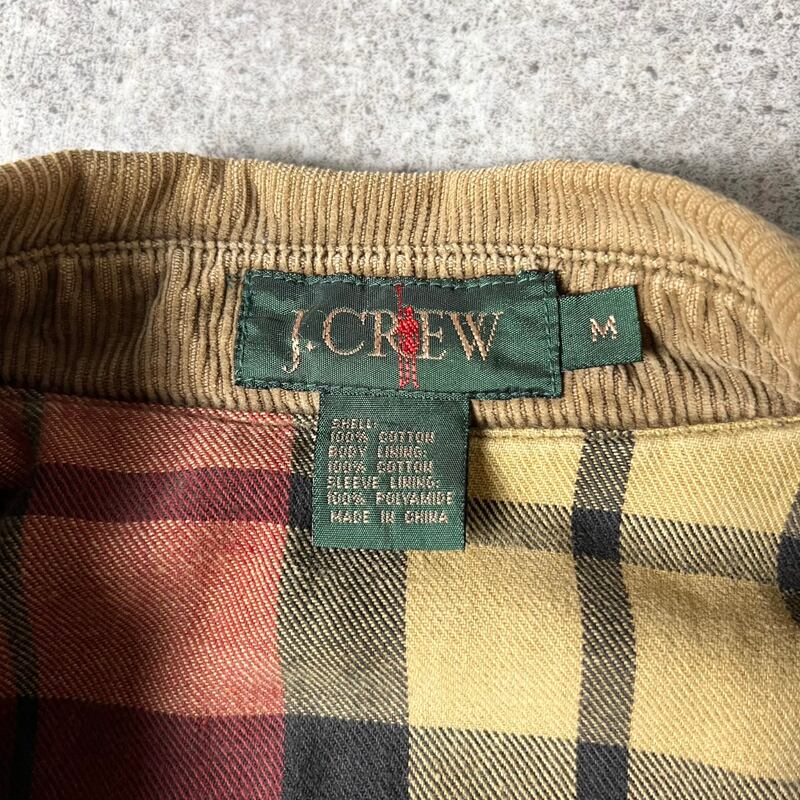 J.CREW
M
SHELL:
100% COTTON
BODY LINING:
100% COTTON
SLEEVE LINING:
100% POLYAMIDE
MADE IN CHINA